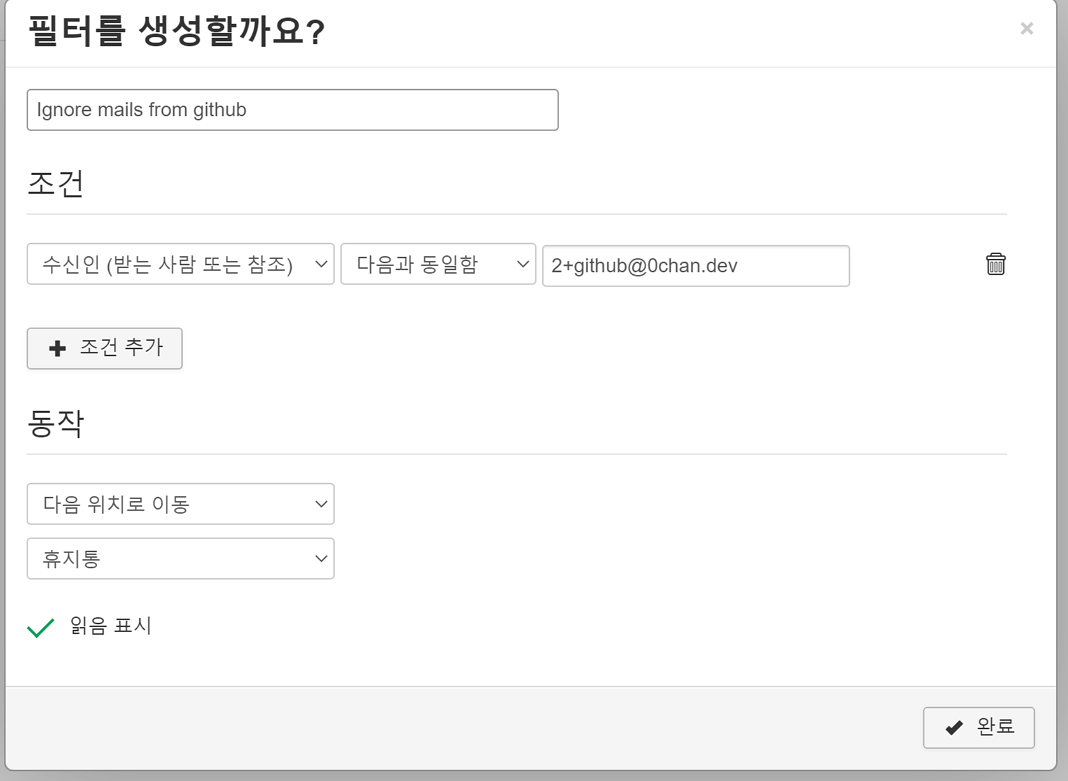 필터를 생성할까요?
×
Ignore mails from github
조건
수신인 (받는 사람 또는 참조) 다음과 동일함 2+github@0chan.dev
조건 추가
동작
다음 위치로 이동
휴지통
읽음 표시
완료